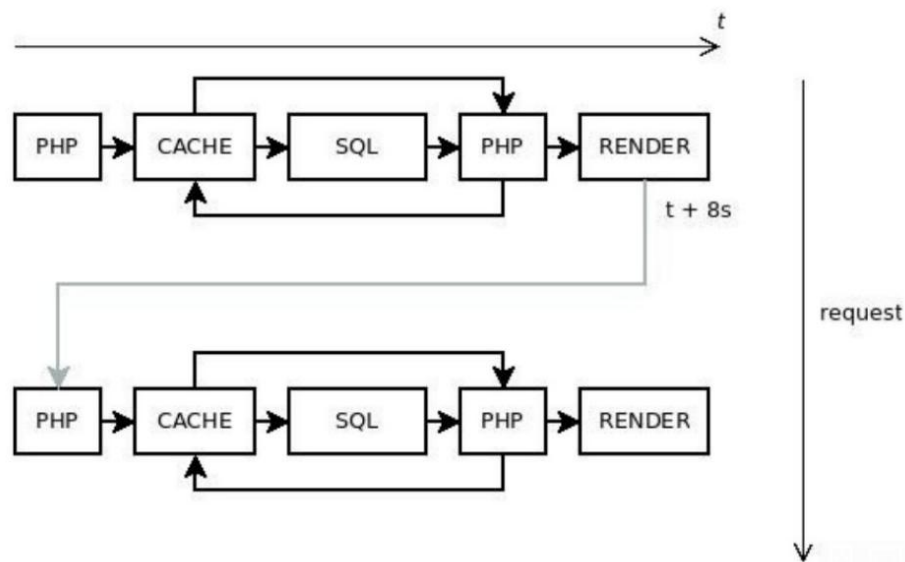 t
PHP CACHE SQL PHP RENDER
t + 8s
request
PHP CACHE SQL PHP RENDER